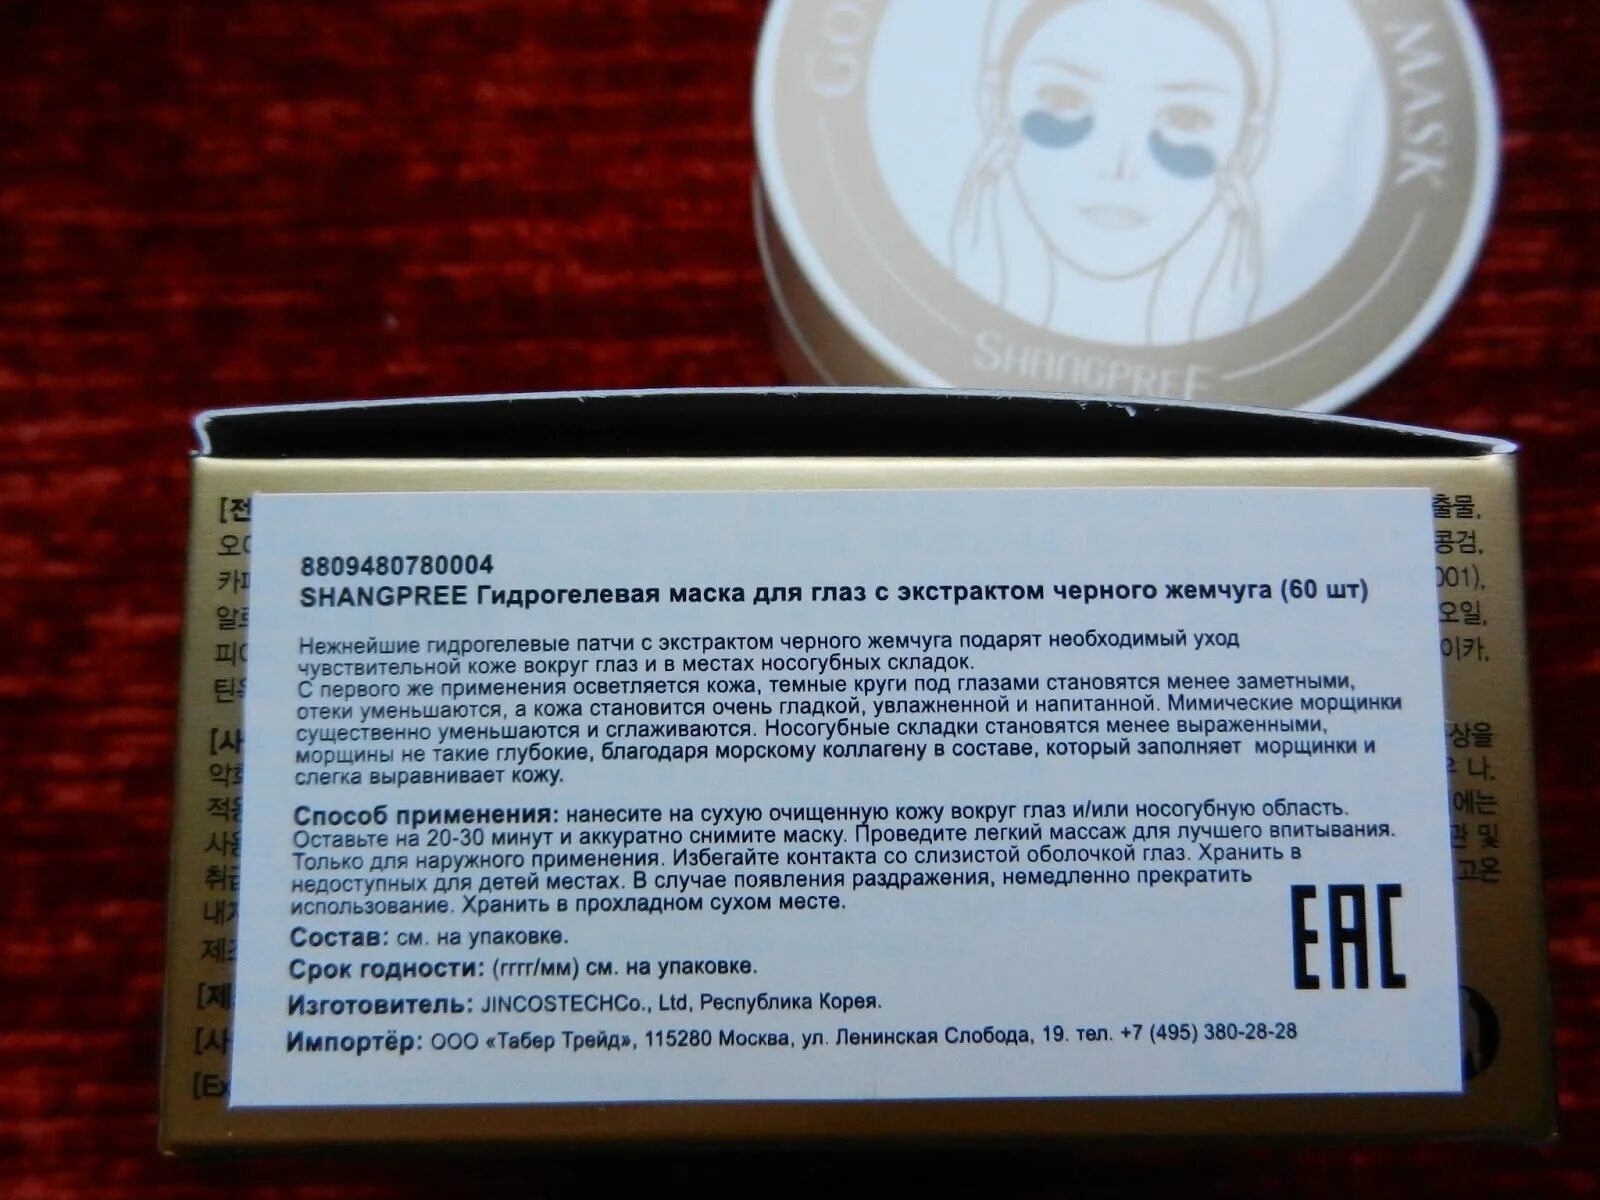 MASK
SHANGPREE
8809480780004
SHANGPREE Гидрогелевая маска для глаз с экстрактом черного жемчуга (60 шт)
Нежнейшие гидрогелевые патчи с экстрактом черного жемчуга подарят необходимый уход
чувствительной коже вокруг глаз и в местах носогубных складок.
С первого же применения осветляется кожа, темные круги под глазами становятся менее заметными,
отеки уменьшаются, а кожа становится очень гладкой, увлажненной и напитанной. Мимические морщинки
существенно уменьшаются и сглаживаются. Носогубные складки становятся менее выраженными,
морщины не такие глубокие, благодаря морскому коллагену в составе, который заполняет морщинки и
слегка выравнивает кожу.
Способ применения: нанесите на сухую очищенную кожу вокруг глаз и/или носогубную область.
Оставьте на 20-30 минут и аккуратно снимите маску. Проведите легкий массаж для лучшего впитывания.
Только для наружного применения. Избегайте контакта со слизистой оболочкой глаз. Хранить в
недоступных для детей местах. В случае появления раздражения, немедленно прекратить
использование. Хранить в прохладном сухом месте.
Состав: см. на упаковке.
Срок годности: (гггг/мм) см. на упаковке.
Изготовитель: JINCOSTECHCo., Ltd, Республика Корея.
Импортёр: ООО «Табер Трейд», 115280 Москва, ул. Ленинская Слобода, 19. тел. +7 (495) 380-28-28
EAC